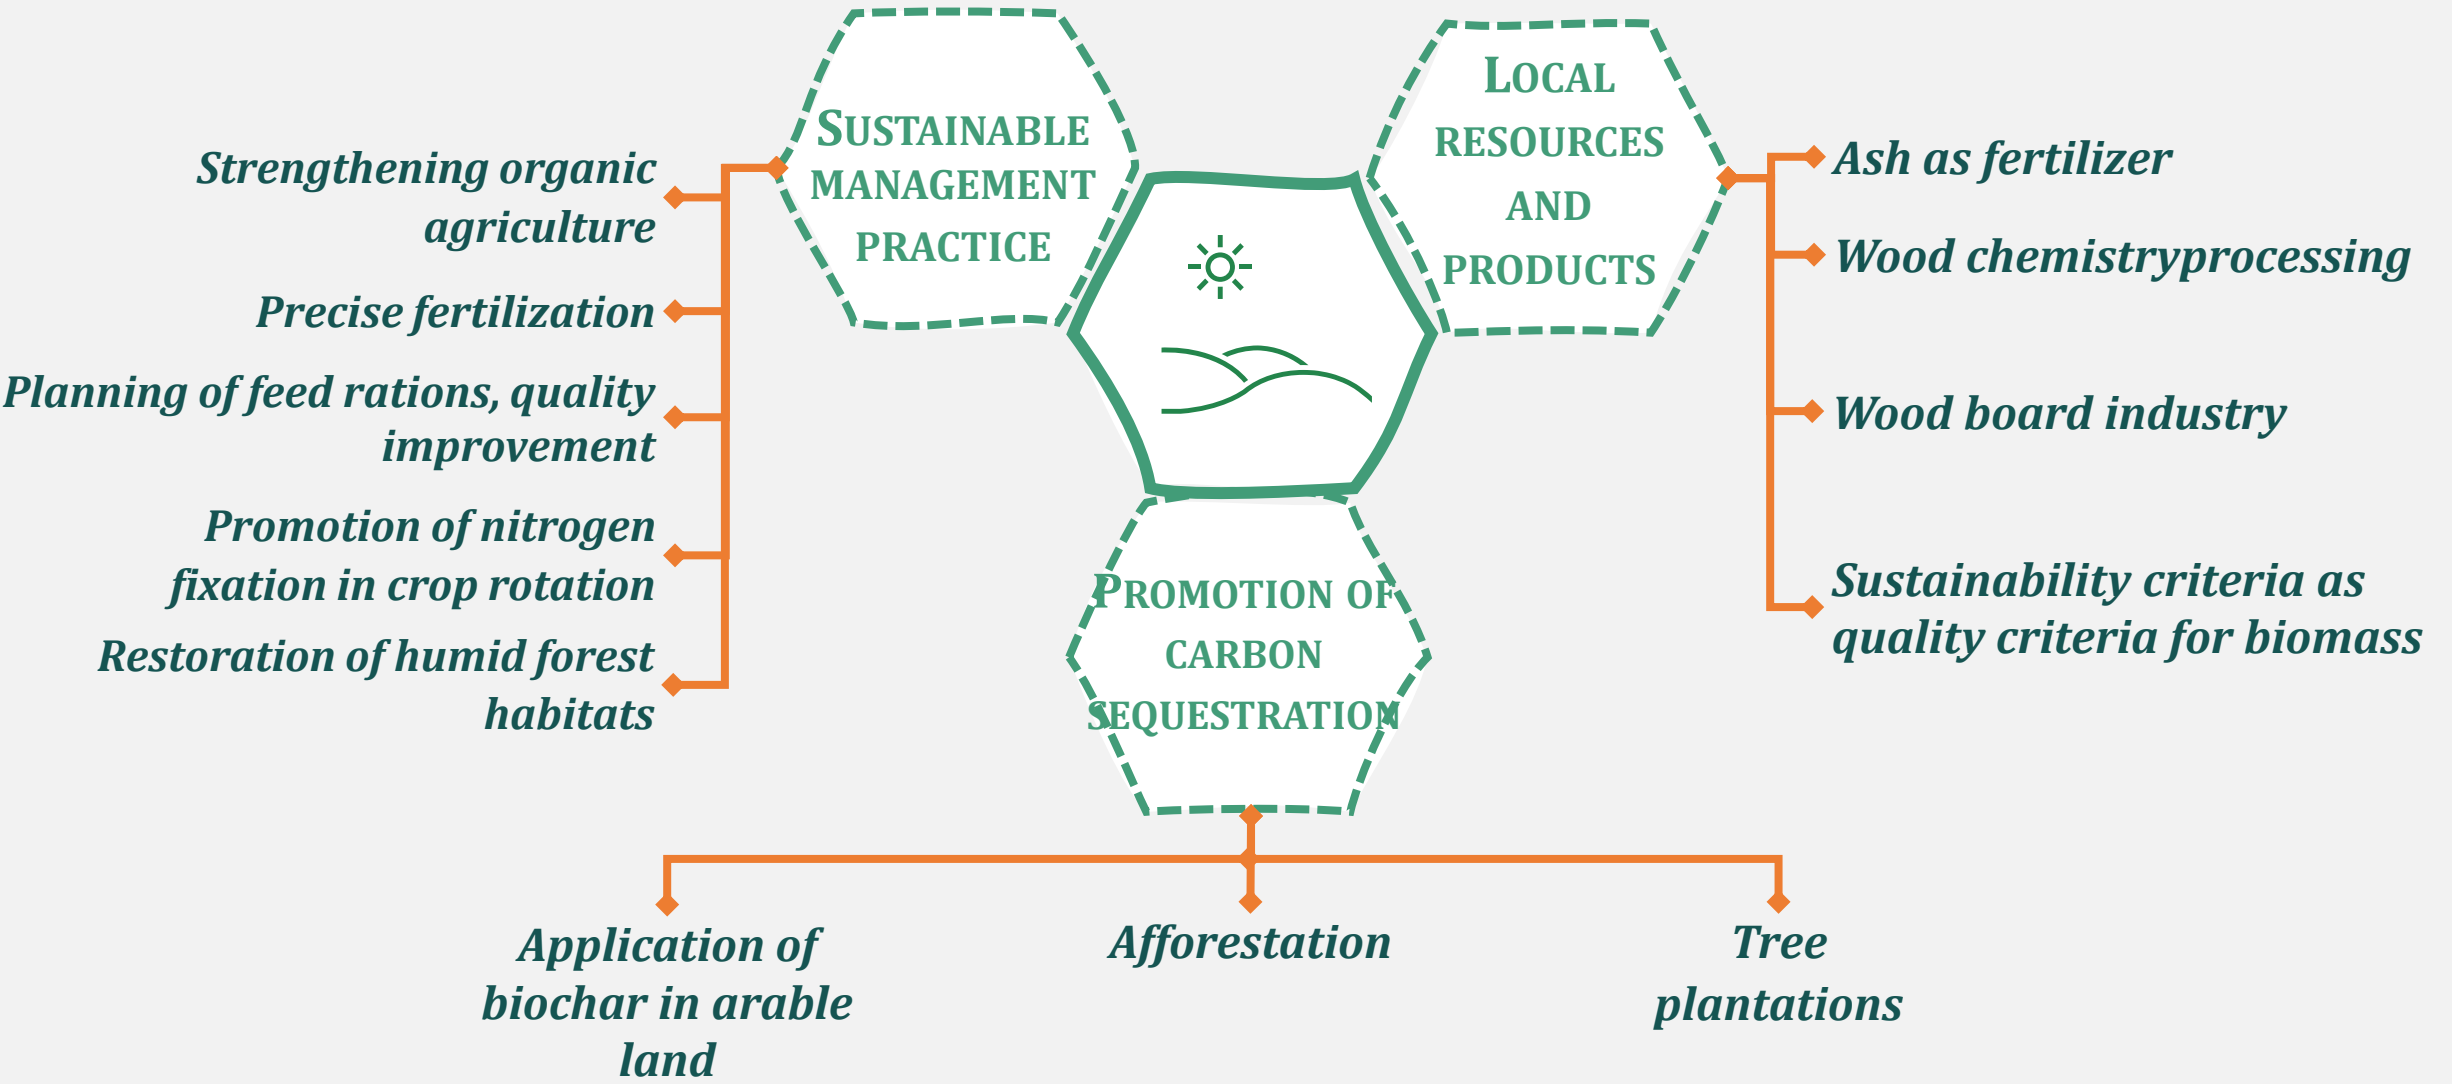 SUSTAINABLE
MANAGEMENT
PRACTICE
Strengthening organic
agriculture
Precise fertilization
Planning of feed rations, quality
improvement
Promotion of nitrogen
fixation in crop rotation
Restoration of humid forest
habitats
LOCAL
RESOURCES
AND
PRODUCTS
Ash as fertilizer
Wood chemistryprocessing
Wood board industry
Sustainability criteria as
quality criteria for biomass
PROMOTION OF
CARBON
SEQUESTRATION
Application of
biochar in arable
land
Afforestation
Tree
plantations